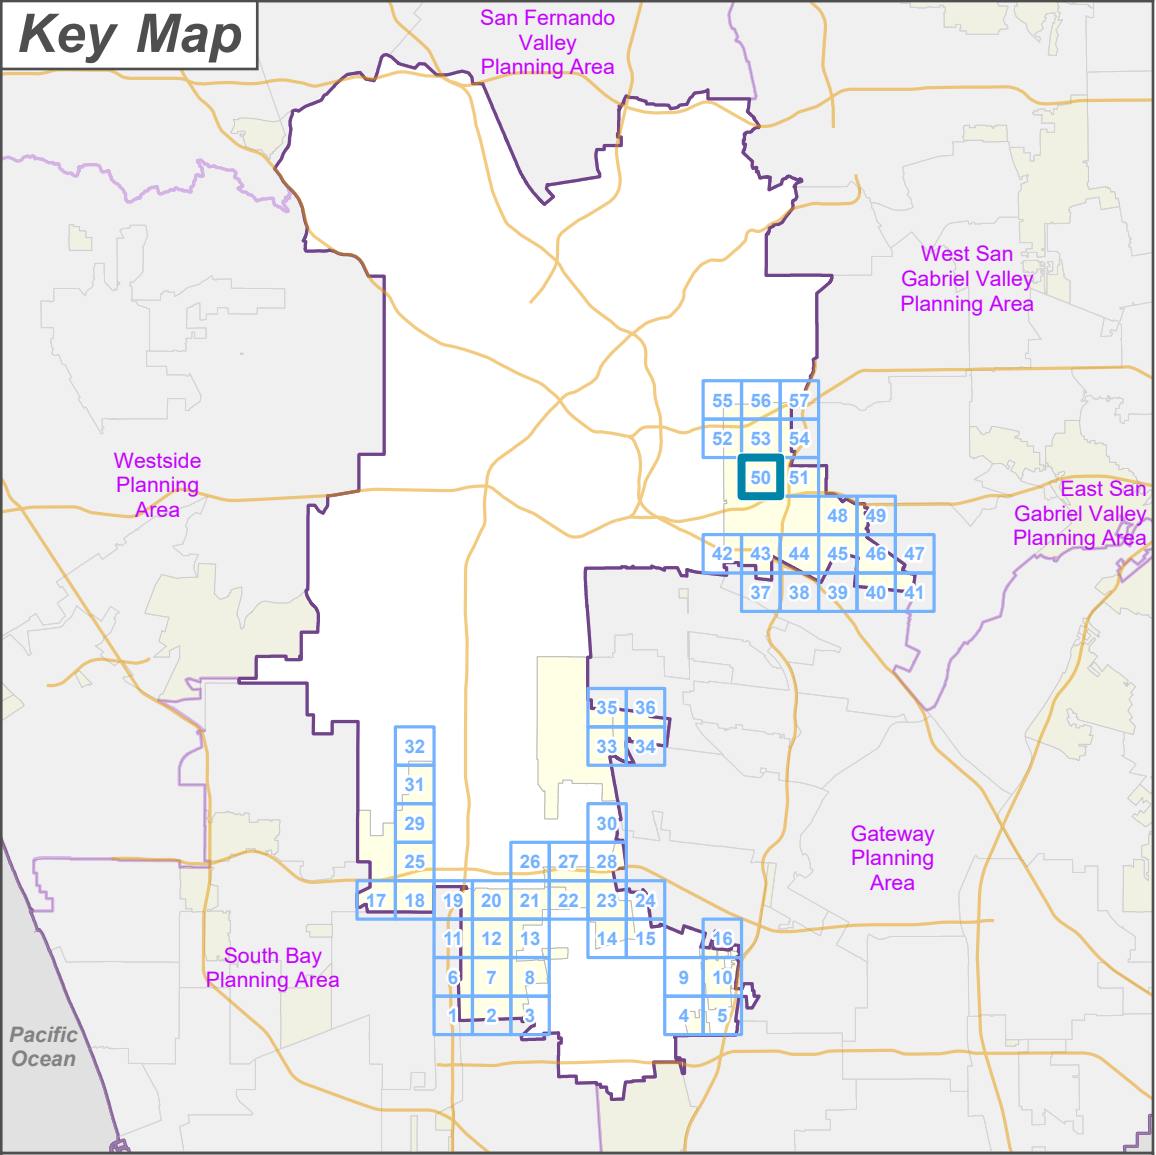 Key Map
San Fernando
Valley
Planning Area
West San
Gabriel Valley
Planning Area
55 56 57
52 53 54
50 51
Westside
Planning
Area
East San
Gabriel Valley
Planning Area
48 49
42 43 44 45 46 47
37 38 39 40 41
35 36
33 34
32
31
29
30
25
26 27 28
Gateway
Planning
Area
17 18 19 20 21 22 23 24
11 12 13
14 15
16
South Bay
Planning Area
6 7 8
9 10
1 2 3
4 5
Pacific
Ocean